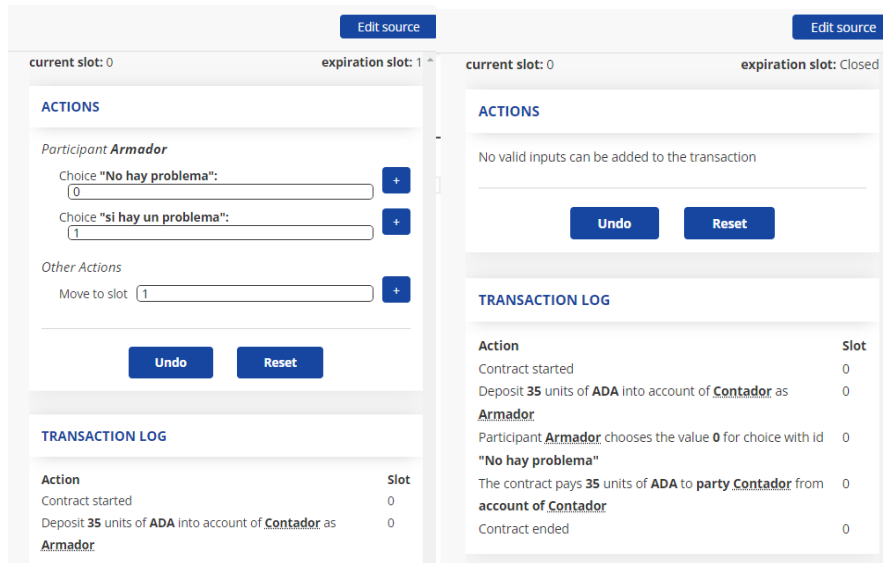 Edit source
current slot: 0 expiration slot: 1
ACTIONS
Participant Armador
Choice "No hay problema":
0
+
Choice "si hay un problema":
1
+
Other Actions
Move to slot 1
+
Undo Reset
TRANSACTION LOG
Action Slot
Contract started 0
Deposit 35 units of ADA into account of Contador as 0
Armador
Edit source
current slot: 0 expiration slot: Closed
ACTIONS
No valid inputs can be added to the transaction
Undo Reset
TRANSACTION LOG
Action Slot
Contract started 0
Deposit 35 units of ADA into account of Contador as 0
Armador
Participant Armador chooses the value 0 for choice with id 0
"No hay problema"
The contract pays 35 units of ADA to party Contador from 0
account of Contador
Contract ended 0